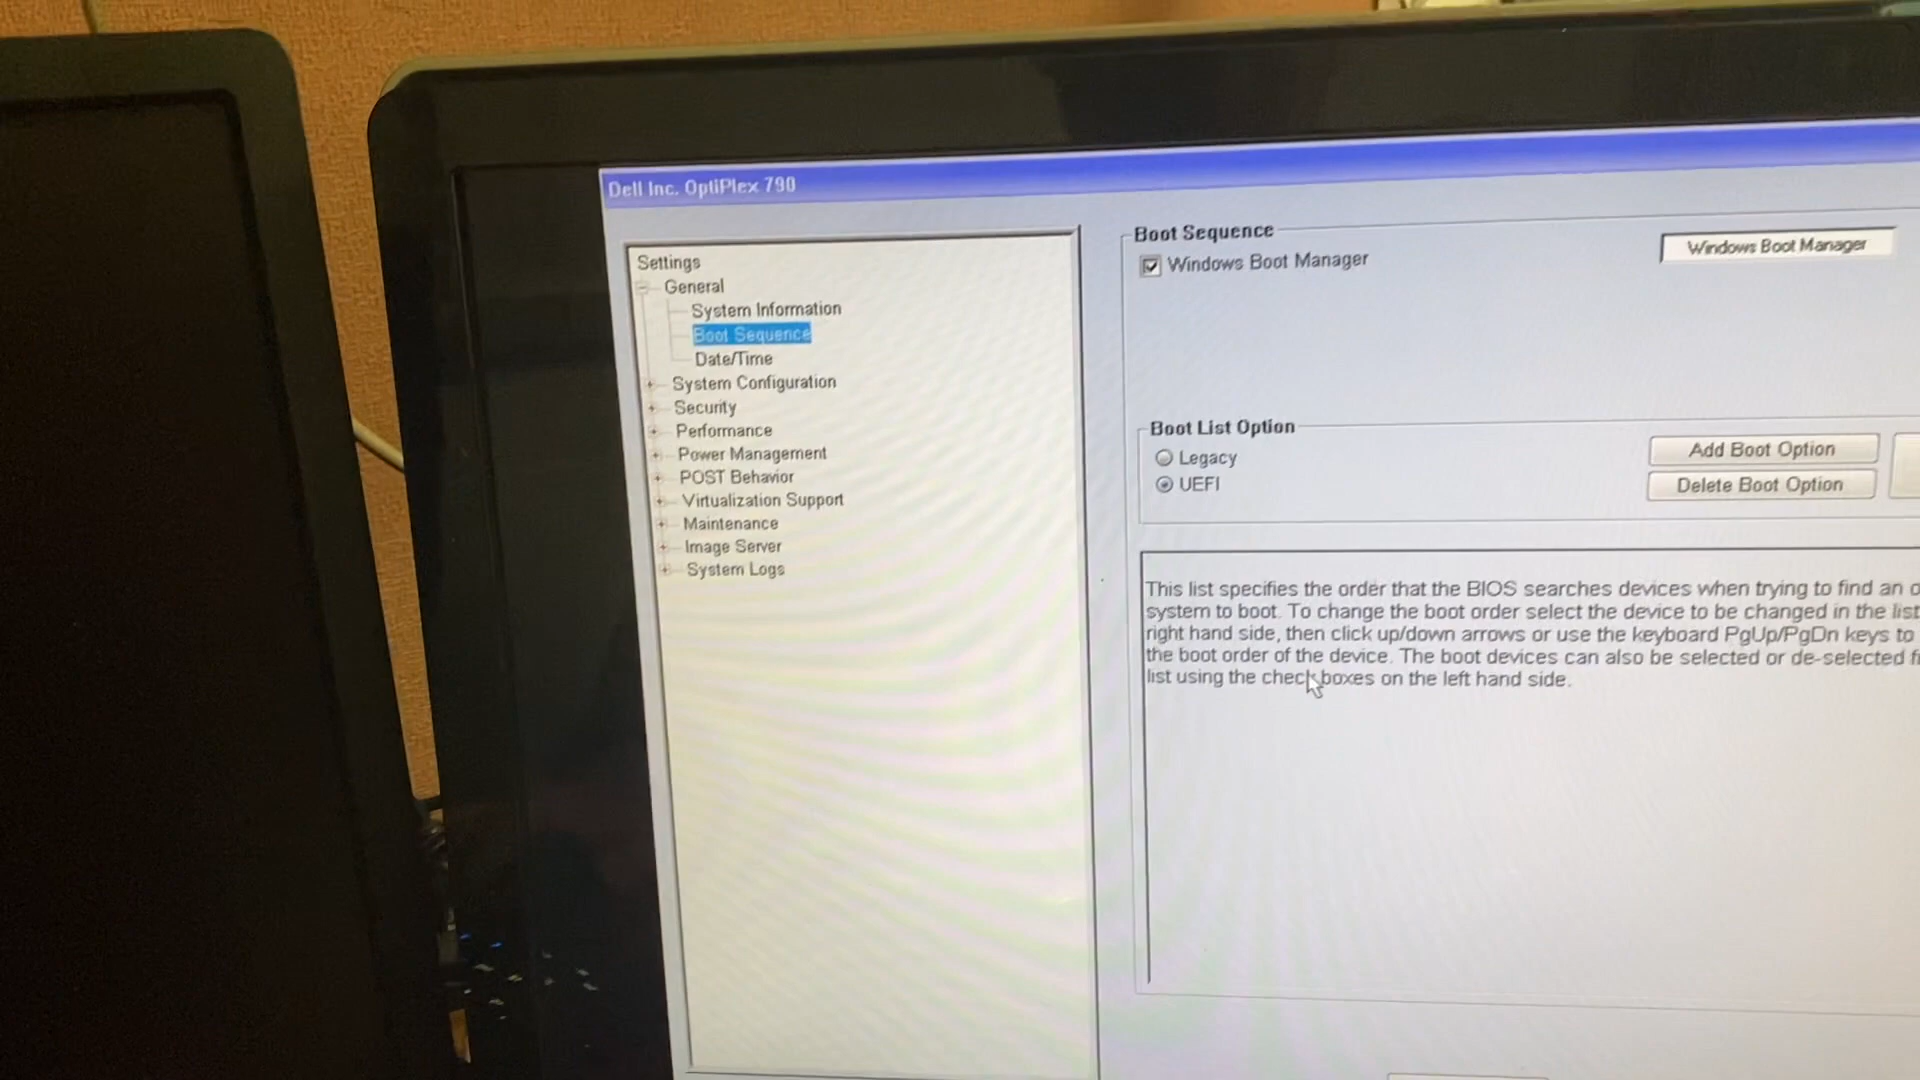 Dell Inc. OptiPlex 790
Settings
General
System Information
Boot Sequence
Date/Time
System Configuration
Security
Performance
Power Management
POST Behavior
Virtualization Support
Maintenance
Image Server
System Logs
Boot Sequence
Windows Boot Manager
Windows Boot Manager
Boot List Option
Legacy
UEFI
Add Boot Option
Delete Boot Option
This list specifies the order that the BIOS searches devices when trying to find an o
system to boot. To change the boot order select the device to be changed in the list
right hand side, then click up/down arrows or use the keyboard PgUp/PgDn keys to
the boot order of the device. The boot devices can also be selected or de-selected f
list using the check boxes on the left hand side.